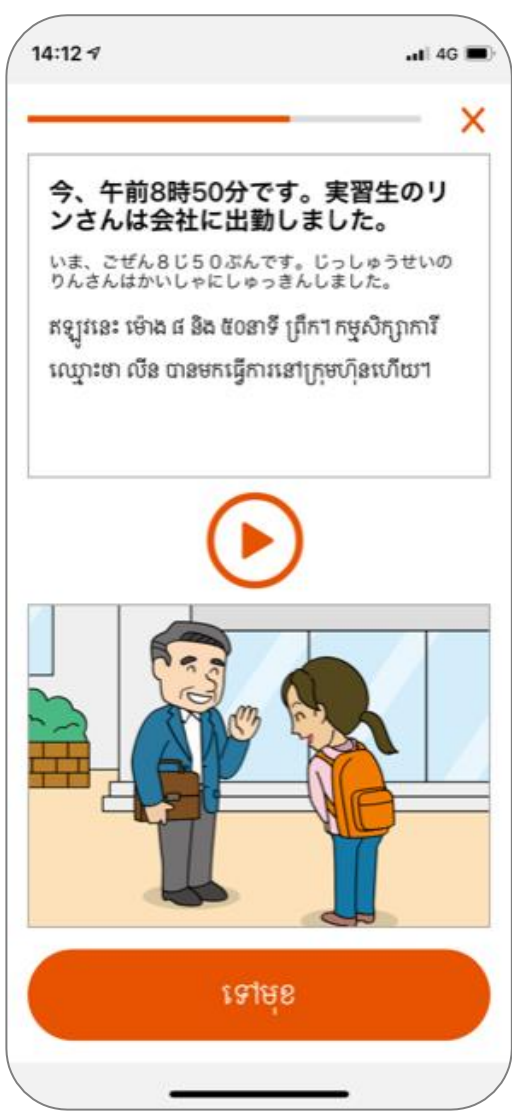 14:12
4G
今、午前8時50分です。実習生のリ
ンさんは会社に出勤しました。
いま、ごぜん８じ５０ぷんです。じっしゅうせいの
りんさんはかいしゃにしゅっきんしました。
ឥឡូវនេះ ម៉ោង ៨ និង ៥០នាទី ព្រឹក។ កម្មសិក្សាការី
ឈ្មោះថា លីន បានមកធ្វើការនៅក្រុមហ៊ុនហើយ។
ទៅមុខ